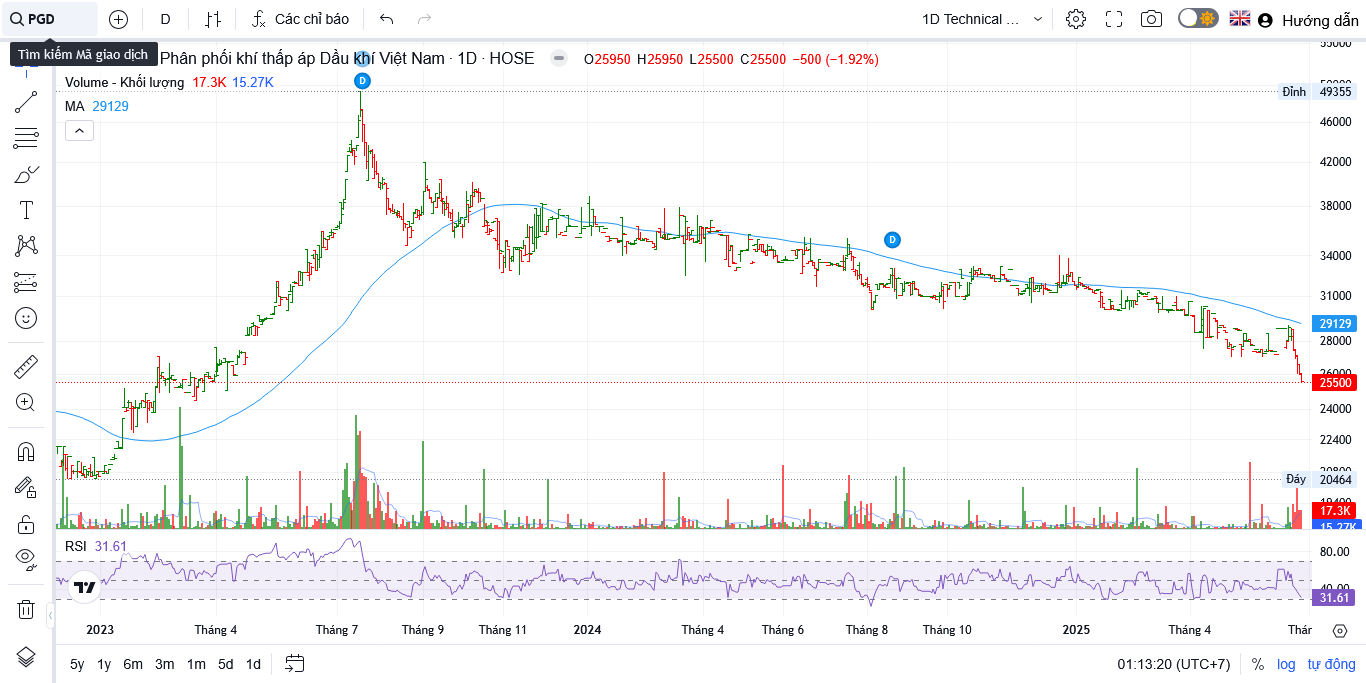 PGD
D
Các chỉ báo
1D Technical ...
Hướng dẫn
Tìm kiếm Mã giao dịch
Phân phối khí thấp áp Dầu khí Việt Nam · 1D · HOSE
O25950 H25950 L25500 C25500 −500 (−1.92%)
Volume - Khối lượng 17.3K 15.27K
MA 29129
D
D
55000
Đỉnh 49355
46000
42000
38000
34000
31000
29129
28000
26000
25500
24000
22400
20800
Đáy 20464
19400
17.3K
15.27K
RSI 31.61
80.00
40.00
31.61
2023 Tháng 4 Tháng 7 Tháng 9 Tháng 11 2024 Tháng 4 Tháng 6 Tháng 8 Tháng 10 2025 Tháng 4 Thár
5y 1y 6m 3m 1m 5d 1d
01:13:20 (UTC+7) % log tự động